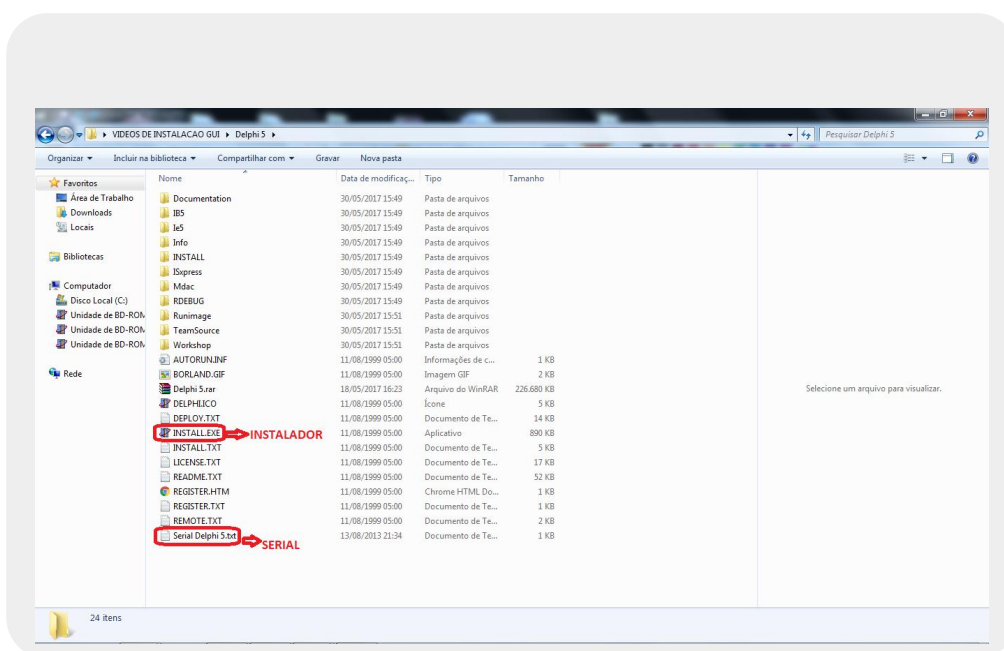 VIDEOS DE INSTALACAO GUI ▸ Delphi 5 ▸
Pesquisar Delphi 5
Organizar Incluir na biblioteca Compartilhar com Gravar Nova pasta
Favoritos
Área de Trabalho
Downloads
Locais
Bibliotecas
Computador
Disco Local (C:)
Unidade de BD-ROM
Unidade de BD-ROM
Unidade de BD-ROM
Rede
Nome Data de modificaç... Tipo Tamanho
Documentation 30/05/2017 15:49 Pasta de arquivos
IB5 30/05/2017 15:49 Pasta de arquivos
Ie5 30/05/2017 15:49 Pasta de arquivos
Info 30/05/2017 15:49 Pasta de arquivos
INSTALL 30/05/2017 15:49 Pasta de arquivos
ISxpress 30/05/2017 15:49 Pasta de arquivos
Mdac 30/05/2017 15:49 Pasta de arquivos
RDEBUG 30/05/2017 15:49 Pasta de arquivos
Runimage 30/05/2017 15:51 Pasta de arquivos
TeamSource 30/05/2017 15:51 Pasta de arquivos
Workshop 30/05/2017 15:51 Pasta de arquivos
AUTORUN.INF 11/08/1999 05:00 Informações de c... 1 KB
BORLAND.GIF 11/08/1999 05:00 Imagem GIF 2 KB
Delphi 5.rar 18/05/2017 16:23 Arquivo do WinRAR 226.680 KB
DELPHI.ICO 11/08/1999 05:00 Ícone 5 KB
DEPLOY.TXT 11/08/1999 05:00 Documento de Te... 14 KB
INSTALL.EXE INSTALADOR 11/08/1999 05:00 Aplicativo 890 KB
INSTALL.TXT 11/08/1999 05:00 Documento de Te... 5 KB
LICENSE.TXT 11/08/1999 05:00 Documento de Te... 17 KB
README.TXT 11/08/1999 05:00 Documento de Te... 52 KB
REGISTER.HTM 11/08/1999 05:00 Chrome HTML Do... 1 KB
REGISTER.TXT 11/08/1999 05:00 Documento de Te... 1 KB
REMOTE.TXT 11/08/1999 05:00 Documento de Te... 2 KB
Serial Delphi 5.txt 13/08/2013 21:34 Documento de Te... 1 KB
SERIAL
Selecione um arquivo para visualizar.
24 itens